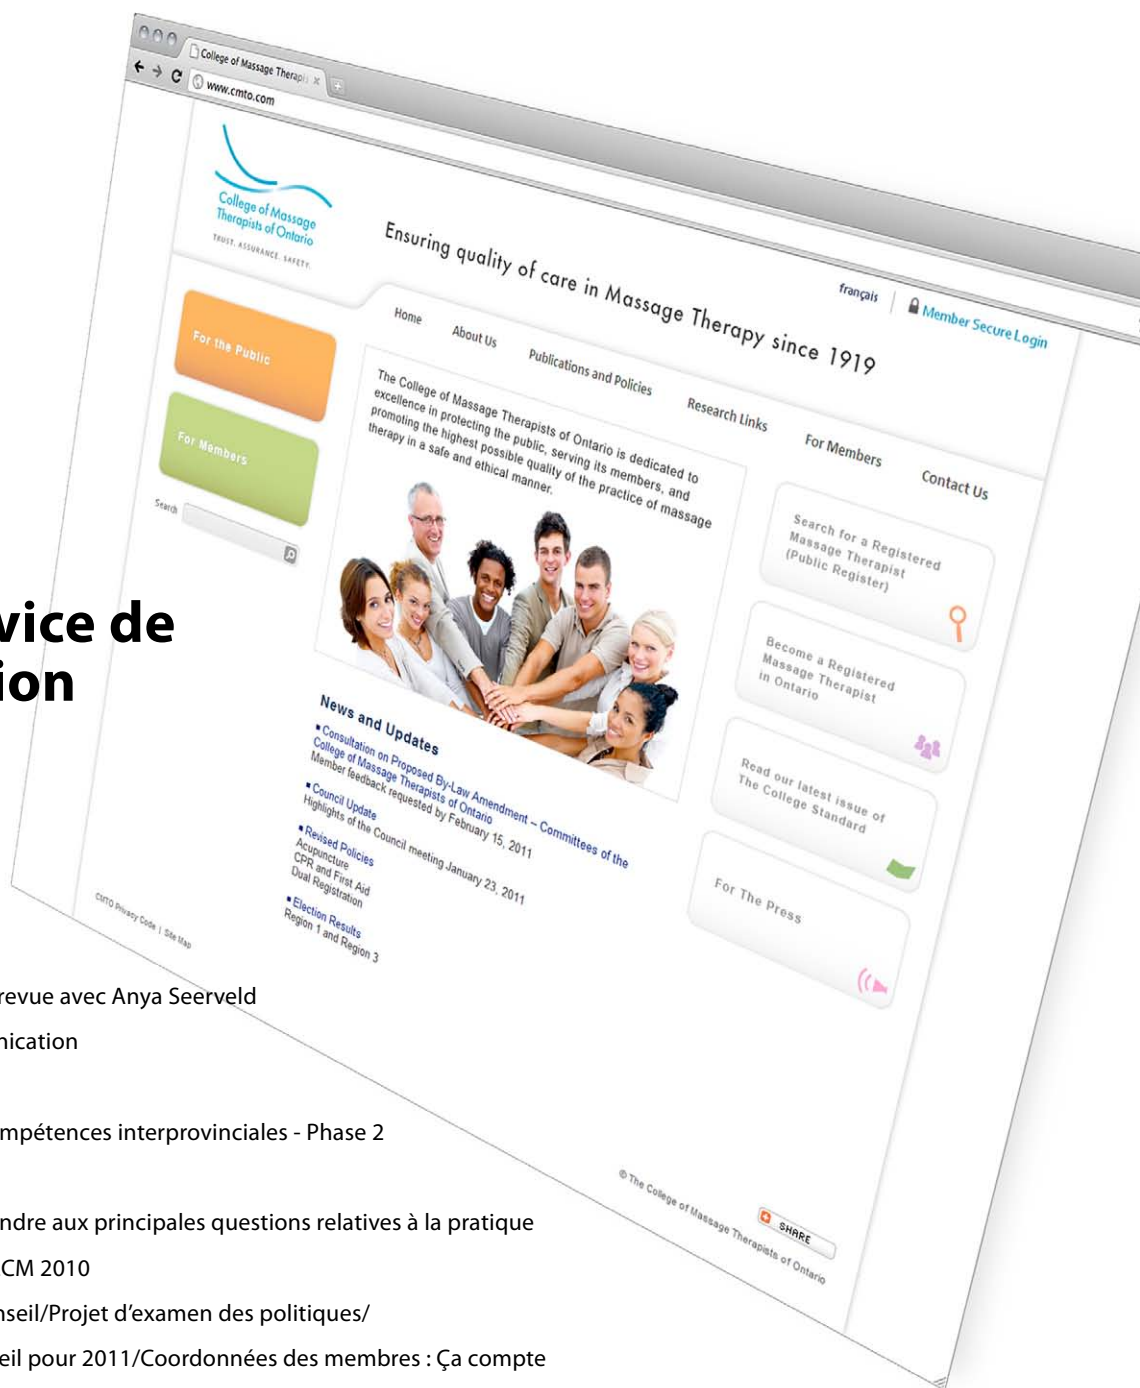 College of Massage Therapi
www.cmto.com
College of Massage
Therapists of Ontario
TRUST. ASSURANCE. SAFETY.
Ensuring quality of care in Massage Therapy since 1919
français
Member Secure Login
Home
About Us
Publications and Policies
Research Links
For Members
Contact Us
For the Public
For Members
Search
The College of Massage Therapists of Ontario is dedicated to
excellence in protecting the public, serving its members, and
promoting the highest possible quality of the practice of massage
therapy in a safe and ethical manner.
Search for a Registered
Massage Therapist
(Public Register)
Become a Registered
Massage Therapist
in Ontario
Read our latest issue of
The College Standard
For The Press
News and Updates
Consultation on Proposed By-Law Amendment – Committees of the
College of Massage Therapists of Ontario
Member feedback requested by February 15, 2011
Council Update
Highlights of the Council meeting January 23, 2011
Revised Policies
Acupuncture
CPR and First Aid
Dual Registration
Election Results
Region 1 and Region 3
CMTO Privacy Code | Site Map
SHARE
© The College of Massage Therapists of Ontario
vice de
ion
revue avec Anya Seerveld
nication
mpétences interprovinciales - Phase 2
ndre aux principales questions relatives à la pratique
CM 2010
nseil/Projet d'examen des politiques/
eil pour 2011/Coordonnées des membres : Ça compte